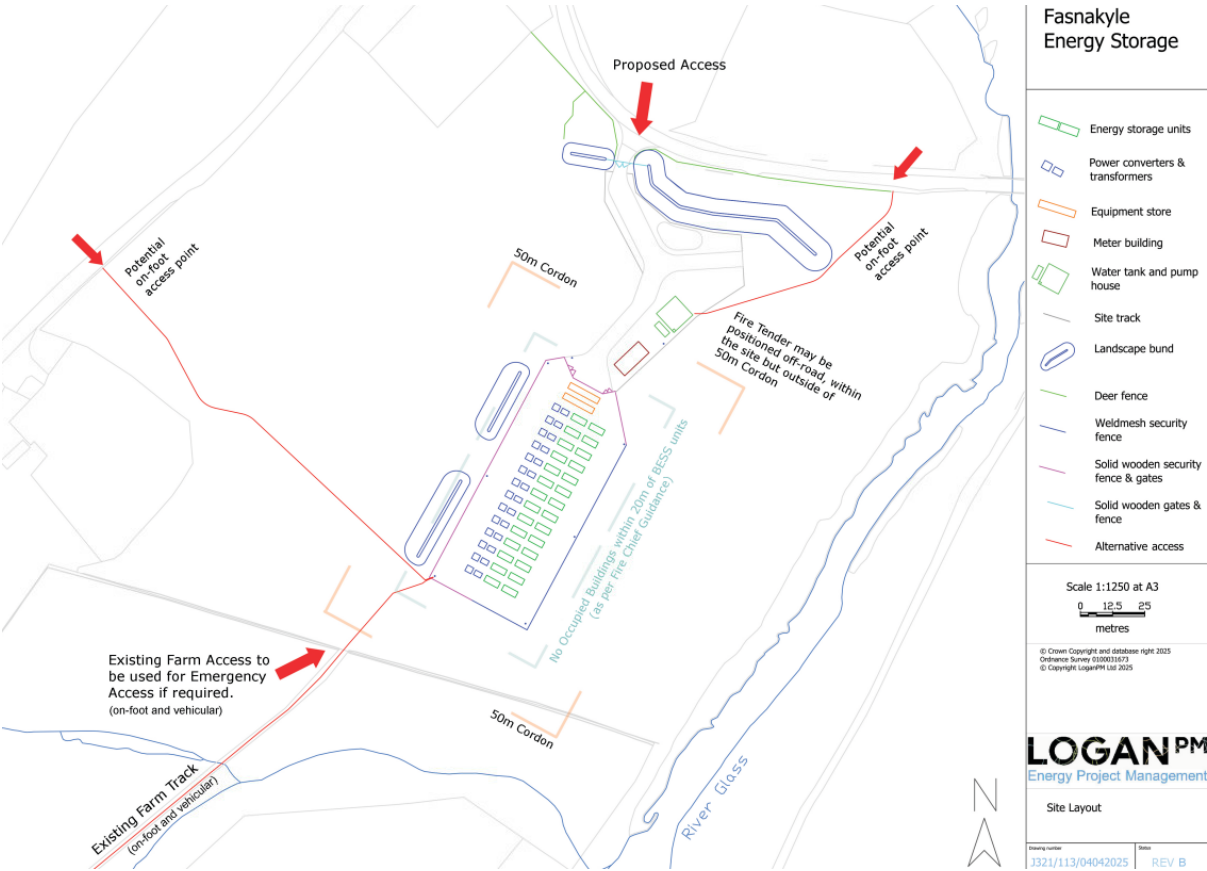 Fasnakyle
Energy Storage
Proposed Access
Potential
on-foot
access point
50m Cordon
Potential
on-foot
access point
Fire Tender may be
positioned off-road, within
the site but outside of
50m Cordon
No Occupied Buildings within 20m of BESS units
(as per Fire Chief Guidance)
Existing Farm Access to
be used for Emergency
Access if required.
(on-foot and vehicular)
50m Cordon
Existing Farm Track
(on-foot and vehicular)
River Glass
N
Energy storage units
Power converters &
transformers
Equipment store
Meter building
Water tank and pump
house
Site track
Landscape bund
Deer fence
Weldmesh security
fence
Solid wooden security
fence & gates
Solid wooden gates &
fence
Alternative access
Scale 1:1250 at A3
0 12.5 25
metres
© Crown Copyright and database right 2025
Ordnance Survey 0100031673
© Copyright LoganPM Ltd 2025
LOGAN PM
Energy Project Management
Site Layout
Drawing number
J321/113/04042025
Status
REV B